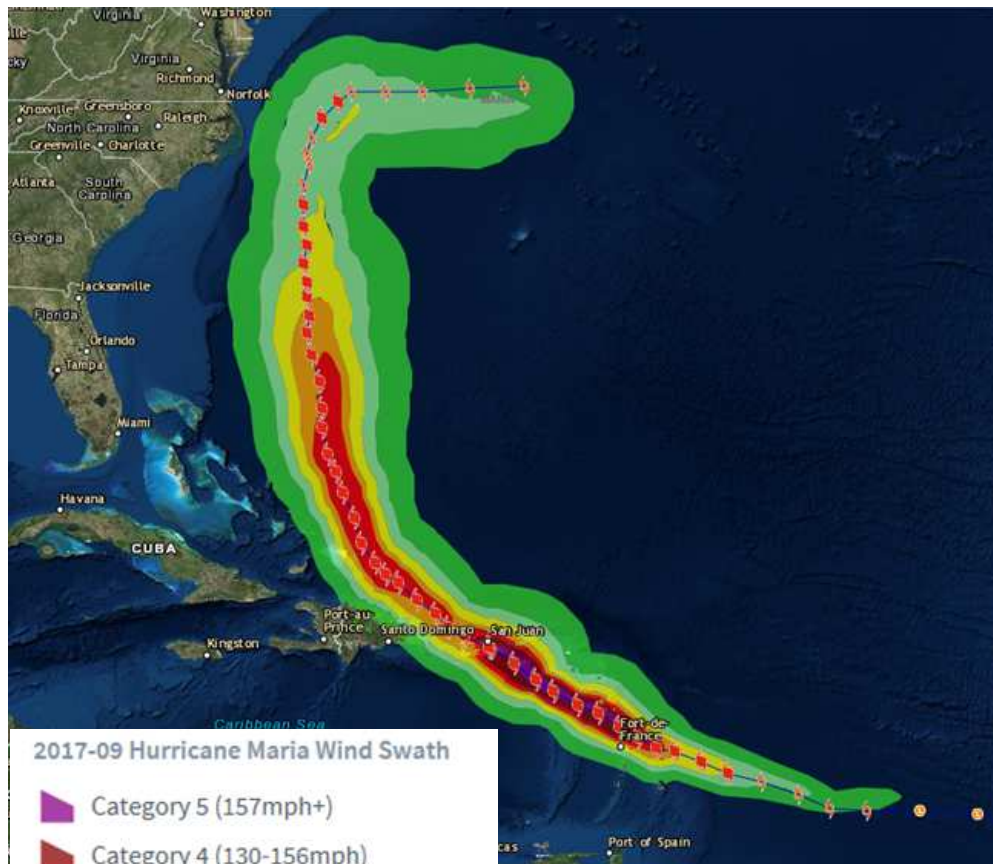 Virginia
Washington
cky
Virginia
Richmond
Norfolk
Knoxville
Greensboro
Raleigh
North Carolina
Greenville
Charlotte
Atlanta
South
Carolina
Georgia
Jacksonville
Florida
Orlando
Tampa
Miami
Havana
CUBA
Port-au
Prince
Santo Domingo
San Juan
Kingston
Caribbean Sea
Fort-de
France
2017-09 Hurricane Maria Wind Swath
Category 5 (157mph+)
Category 4 (130-156mph)
cas
Port of Spain